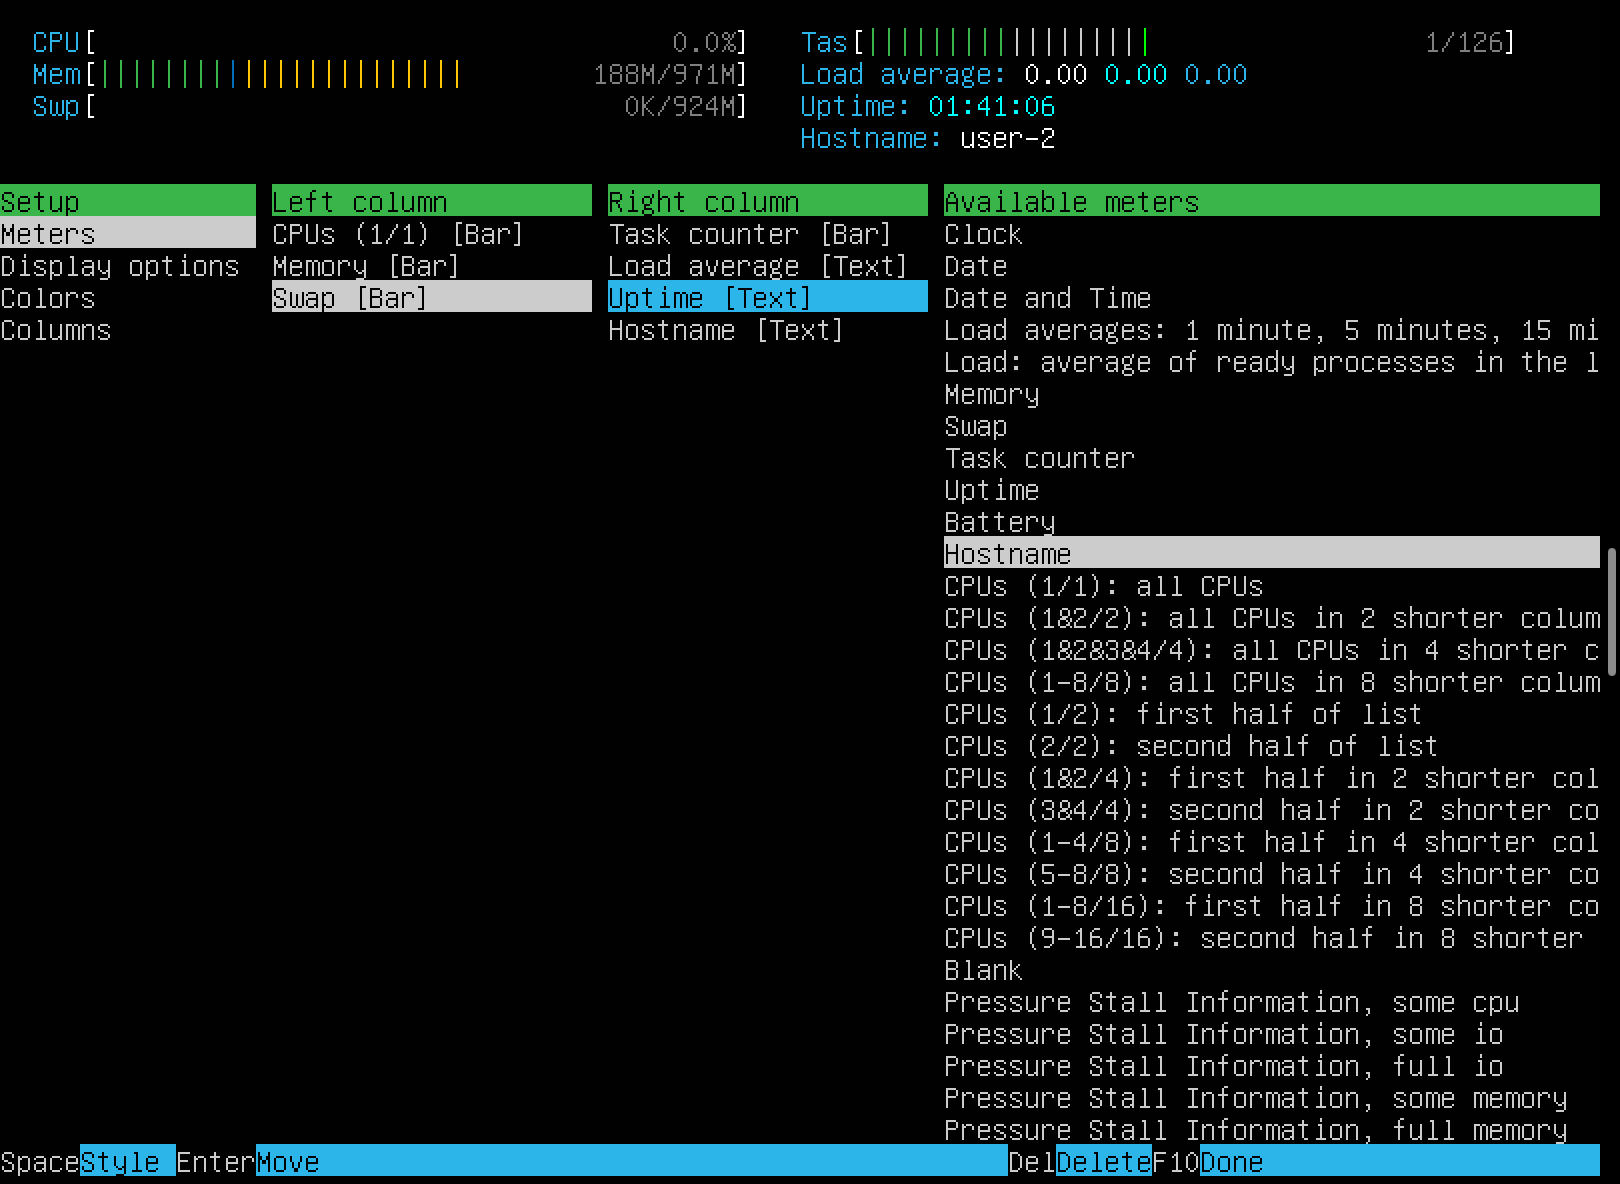 CPU[ 0.0%]
Mem[||||||||||||||||||||||| 188M/971M]
Swp[ 0K/924M]
Tas[|||||||||||||||||| 1/126]
Load average: 0.00 0.00 0.00
Uptime: 01:41:06
Hostname: user-2
Setup
Meters
Display options
Colors
Columns
Left column
CPUs (1/1) [Bar]
Memory [Bar]
Swap [Bar]
Right column
Task counter [Bar]
Load average [Text]
Uptime [Text]
Hostname [Text]
Available meters
Clock
Date
Date and Time
Load averages: 1 minute, 5 minutes, 15 mi
Load: average of ready processes in the l
Memory
Swap
Task counter
Uptime
Battery
Hostname
CPUs (1/1): all CPUs
CPUs (1&2/2): all CPUs in 2 shorter colum
CPUs (1&2&3&4/4): all CPUs in 4 shorter c
CPUs (1-8/8): all CPUs in 8 shorter colum
CPUs (1/2): first half of list
CPUs (2/2): second half of list
CPUs (1&2/4): first half in 2 shorter col
CPUs (3&4/4): second half in 2 shorter co
CPUs (1-4/8): first half in 4 shorter col
CPUs (5-8/8): second half in 4 shorter co
CPUs (1-8/16): first half in 8 shorter co
CPUs (9-16/16): second half in 8 shorter
Blank
Pressure Stall Information, some cpu
Pressure Stall Information, some io
Pressure Stall Information, full io
Pressure Stall Information, some memory
Pressure Stall Information, full memory
SpaceStyle EnterMove DelDeleteF10Done